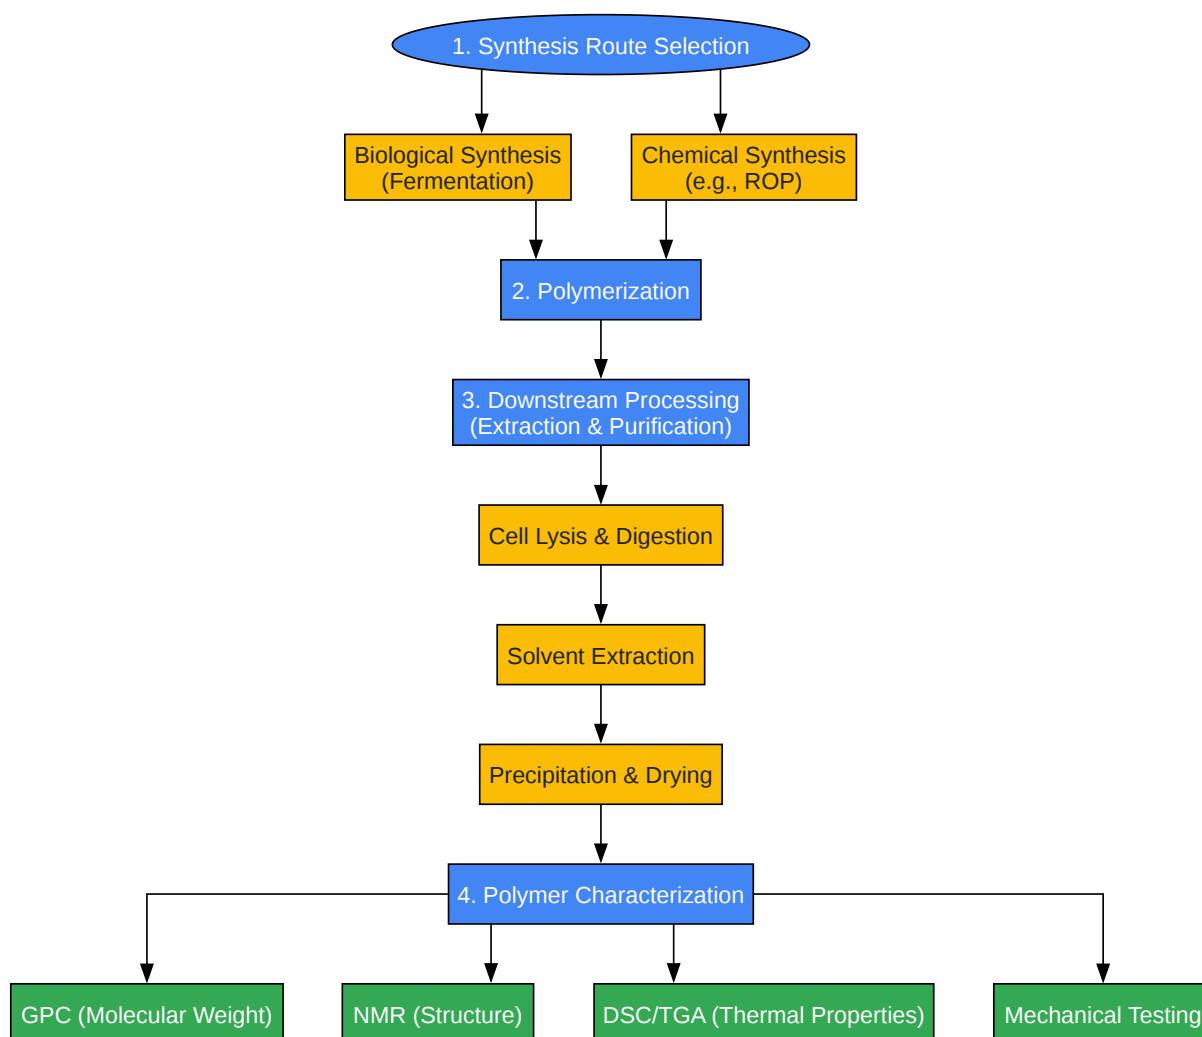 1. Synthesis Route Selection
Biological Synthesis
(Fermentation)
Chemical Synthesis
(e.g., ROP)
2. Polymerization
3. Downstream Processing
(Extraction & Purification)
Cell Lysis & Digestion
Solvent Extraction
Precipitation & Drying
4. Polymer Characterization
GPC (Molecular Weight)
NMR (Structure)
DSC/TGA (Thermal Properties)
Mechanical Testing